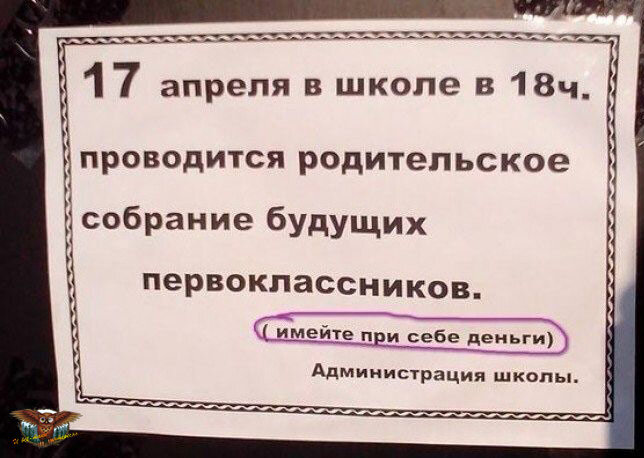 17 апреля в школе в 18ч.
проводится родительское
собрание будущих
первоклассников.
( имейте при себе деньги)
Администрация школы.